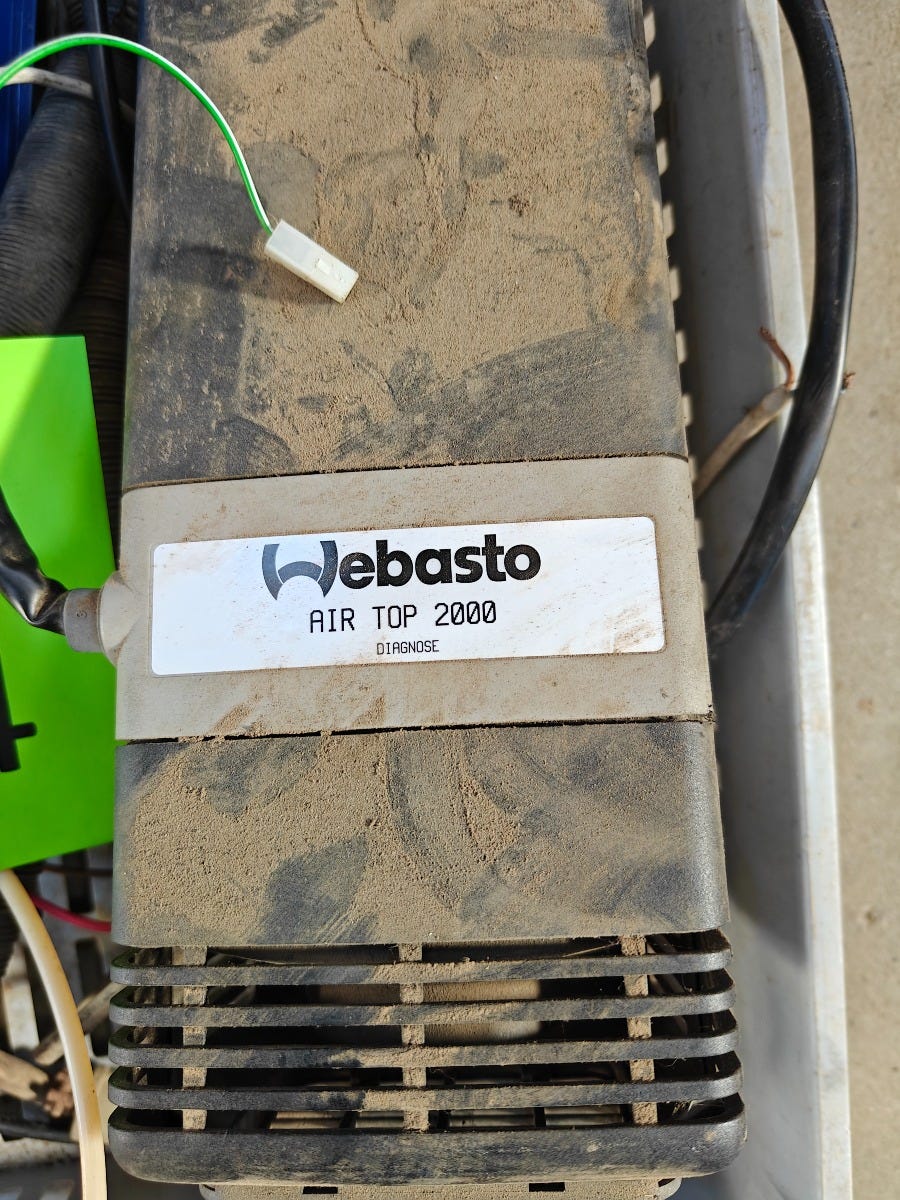 Webasto
AIR TOP 2000
DIAGNOSE